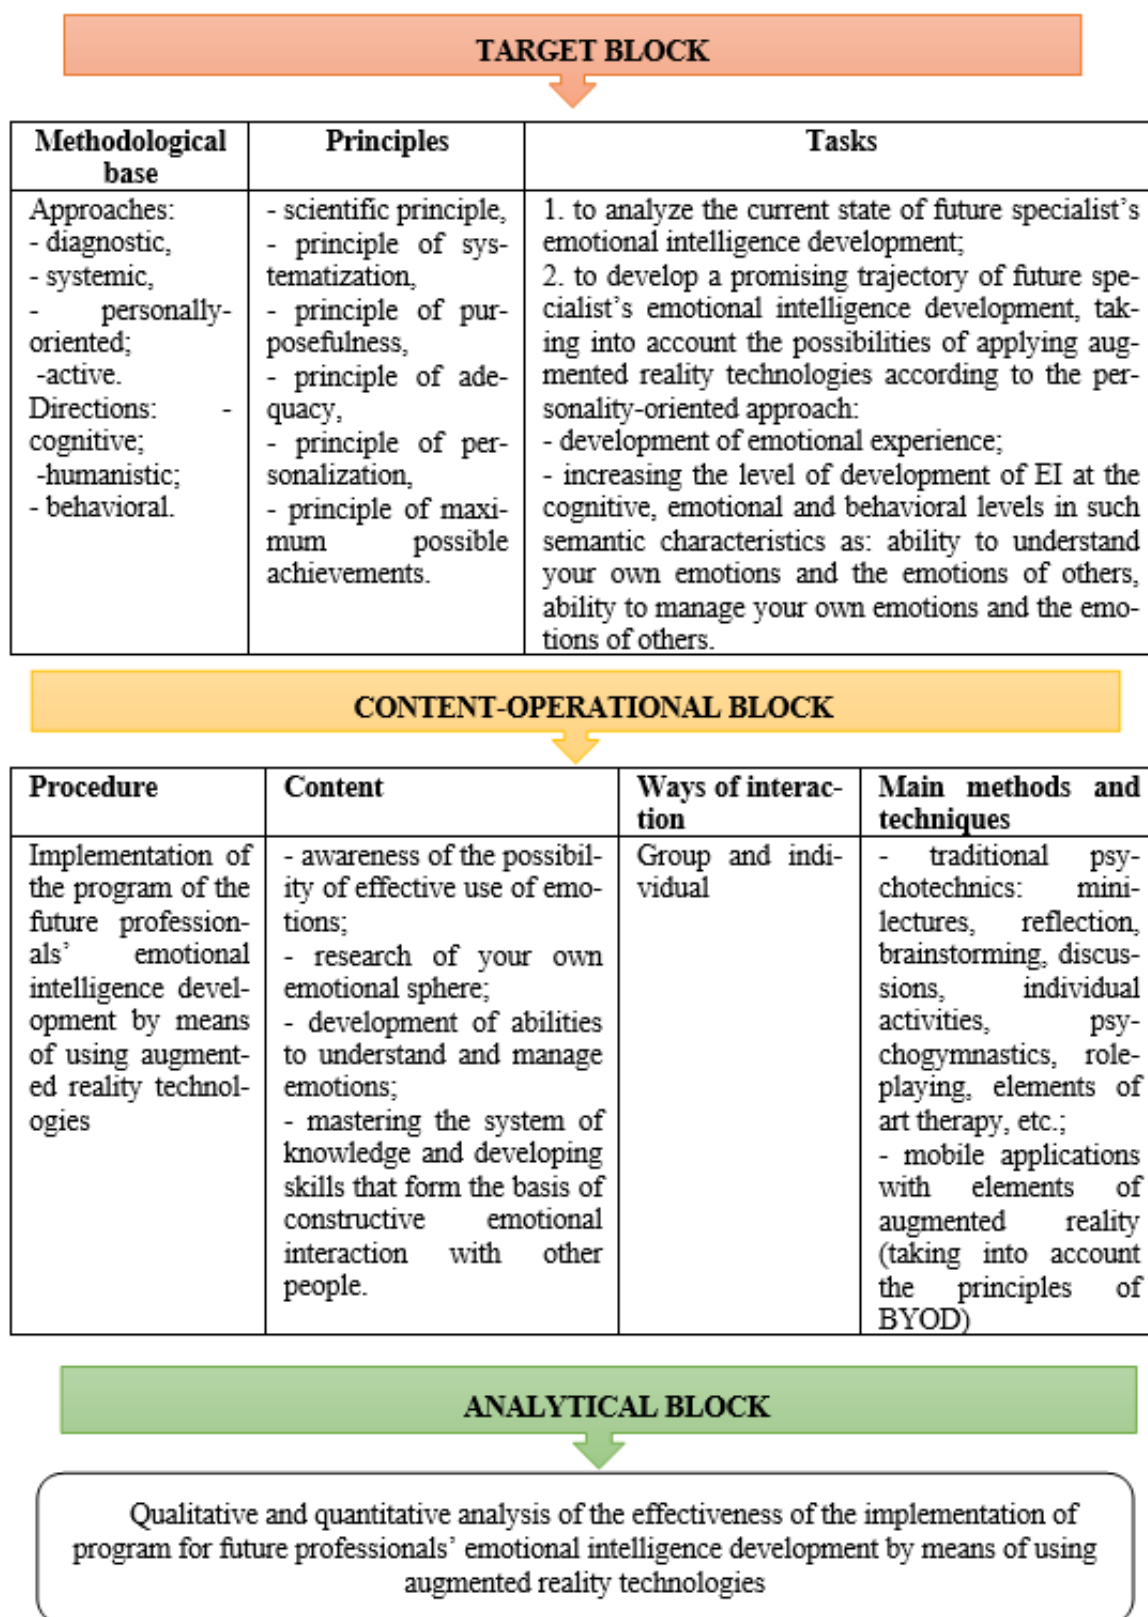 TARGET BLOCK
Methodological
base
Approaches:
- diagnostic,
- systemic,
- personally-
oriented;
-active.
Directions: -
cognitive;
-humanistic;
- behavioral.
Principles
- scientific principle,
- principle of sys-
tematization,
- principle of pur-
posefulness,
- principle of ade-
quacy,
- principle of per-
sonalization,
- principle of maxi-
mum possible
achievements.
Tasks
1. to analyze the current state of future specialist’s
emotional intelligence development;
2. to develop a promising trajectory of future spe-
cialist’s emotional intelligence development, tak-
ing into account the possibilities of applying aug-
mented reality technologies according to the per-
sonality-oriented approach:
- development of emotional experience;
- increasing the level of development of EI at the
cognitive, emotional and behavioral levels in such
semantic characteristics as: ability to understand
your own emotions and the emotions of others,
ability to manage your own emotions and the emo-
tions of others.
CONTENT-OPERATIONAL BLOCK
Procedure
Implementation of
the program of the
future profession-
als’ emotional
intelligence devel-
opment by means
of using augment-
ed reality technol-
ogies
Content
- awareness of the possibil-
ity of effective use of emo-
tions;
- research of your own
emotional sphere;
- development of abilities
to understand and manage
emotions;
- mastering the system of
knowledge and developing
skills that form the basis of
constructive emotional
interaction with other
people.
Ways of interac-
tion
Group and indi-
vidual
Main methods and
techniques
- traditional psy-
chotechnics: mini-
lectures, reflection,
brainstorming, discus-
sions, individual
activities, psy-
chogymnastics, role-
playing, elements of
art therapy, etc.;
- mobile applications
with elements of
augmented reality
(taking into account
the principles of
BYOD)
ANALYTICAL BLOCK
Qualitative and quantitative analysis of the effectiveness of the implementation of
program for future professionals’ emotional intelligence development by means of using
augmented reality technologies